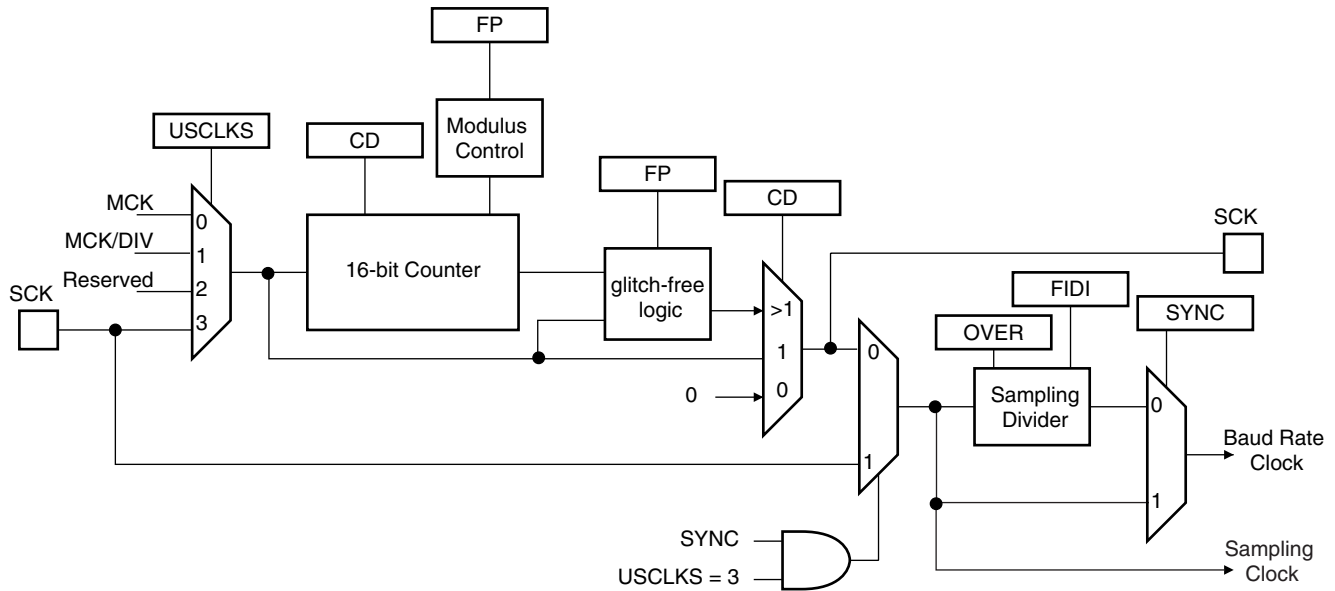 FP
USCLKS
CD
Modulus
Control
FP
CD
MCK
0
MCK/DIV
1
Reserved
2
SCK
3
16-bit Counter
glitch-free
logic
>1
1
0
0
SCK
FIDI
OVER
SYNC
0
1
Sampling
Divider
0
1
Baud Rate
Clock
SYNC
USCLKS = 3
Sampling
Clock